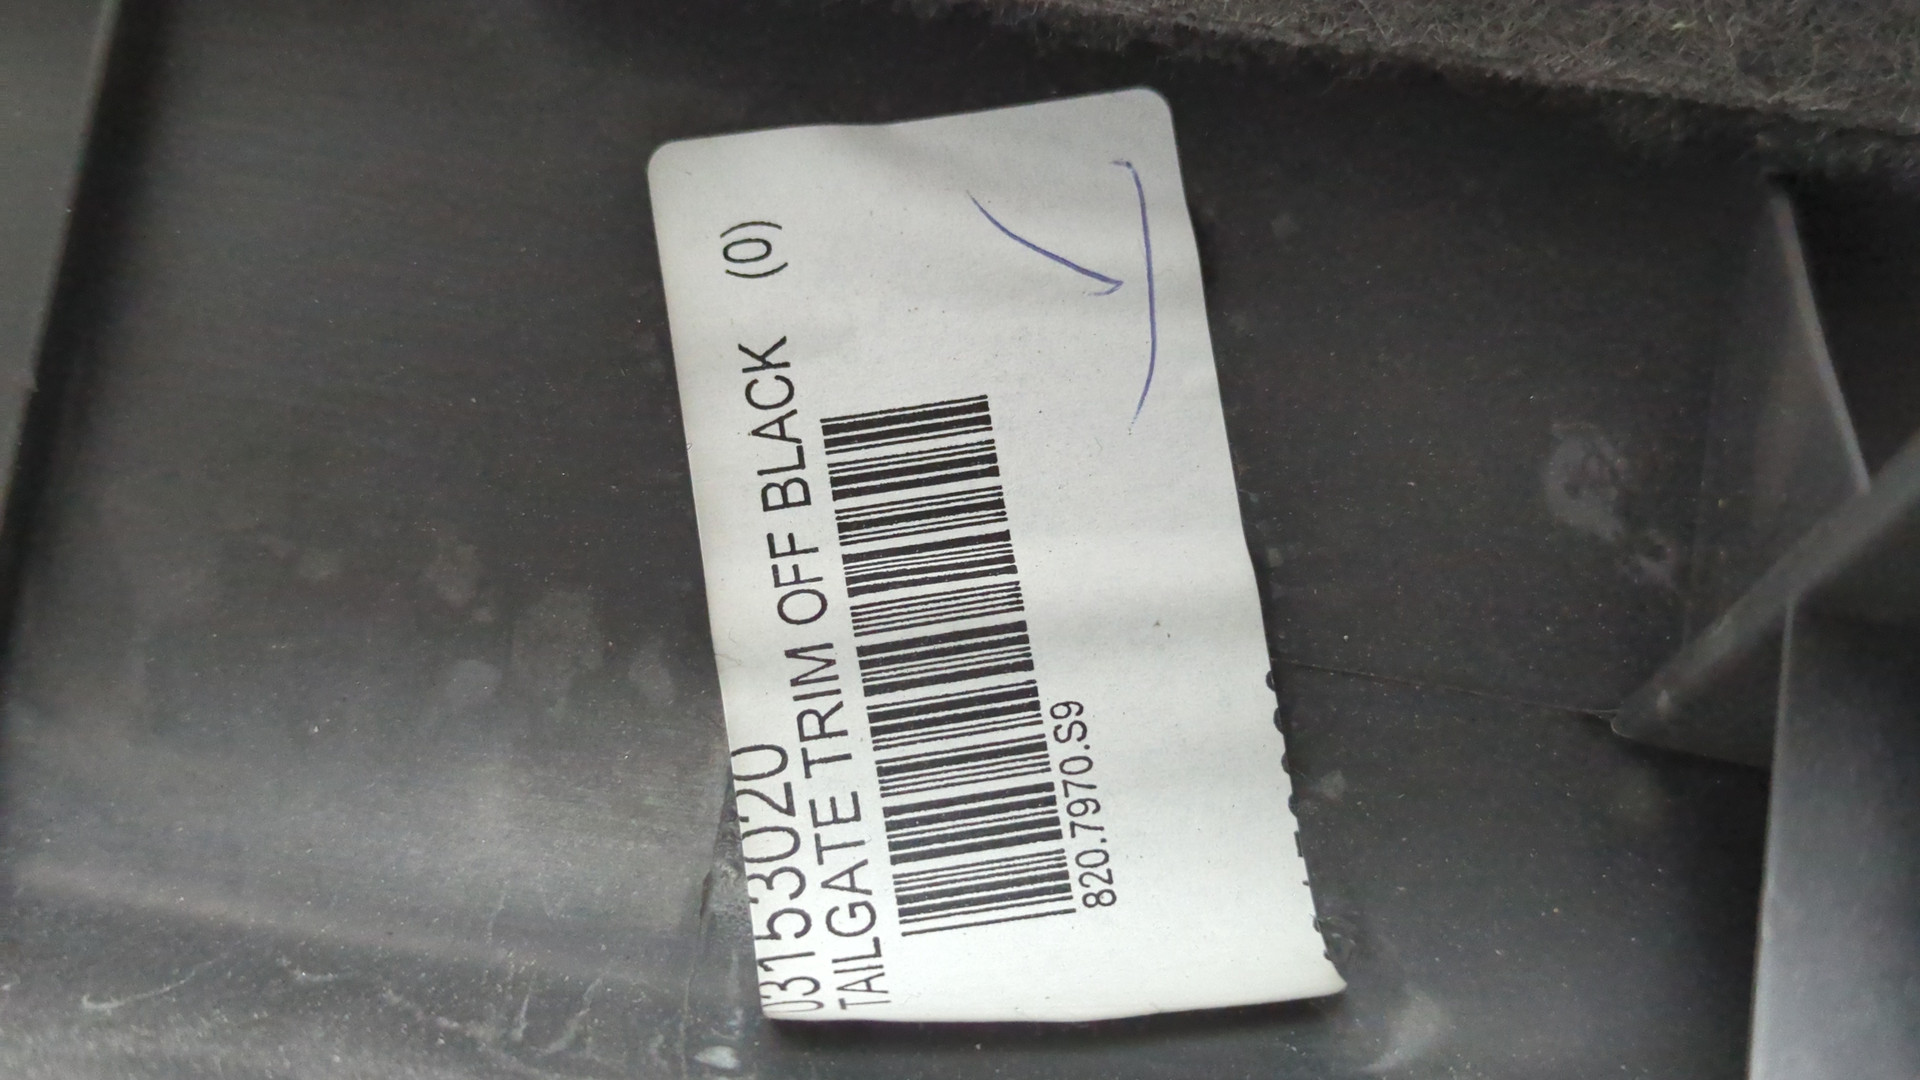 03153020
TAILGATE TRIM OFF BLACK (0)
820.7970.S9